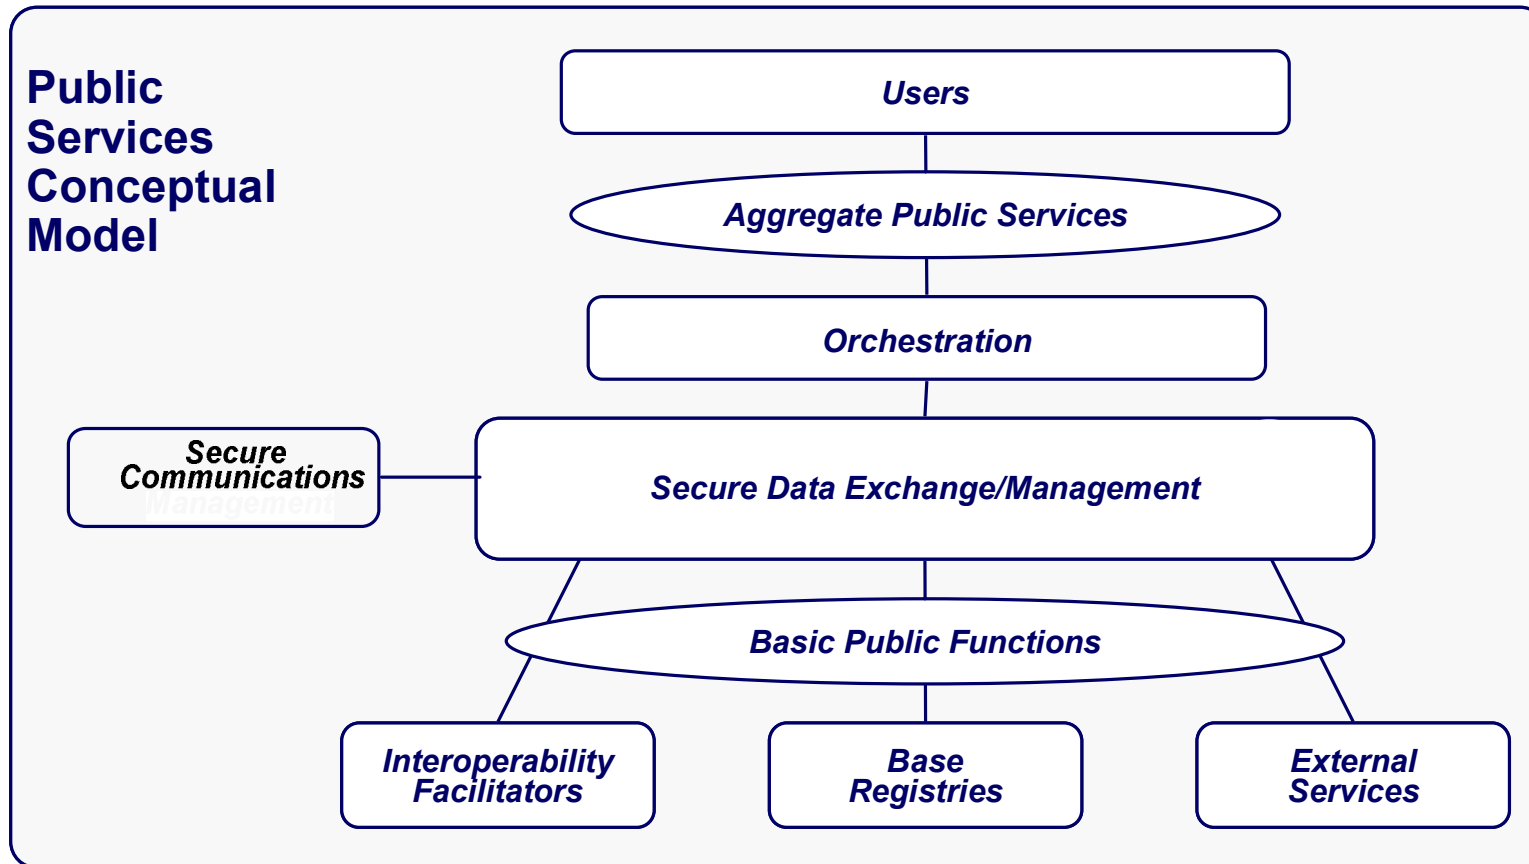 Public
Services
Conceptual
Model
Users
Aggregate Public Services
Orchestration
Secure
Communications
Management
Secure Data Exchange/Management
Basic Public Functions
Interoperability
Facilitators
Base
Registries
External
Services